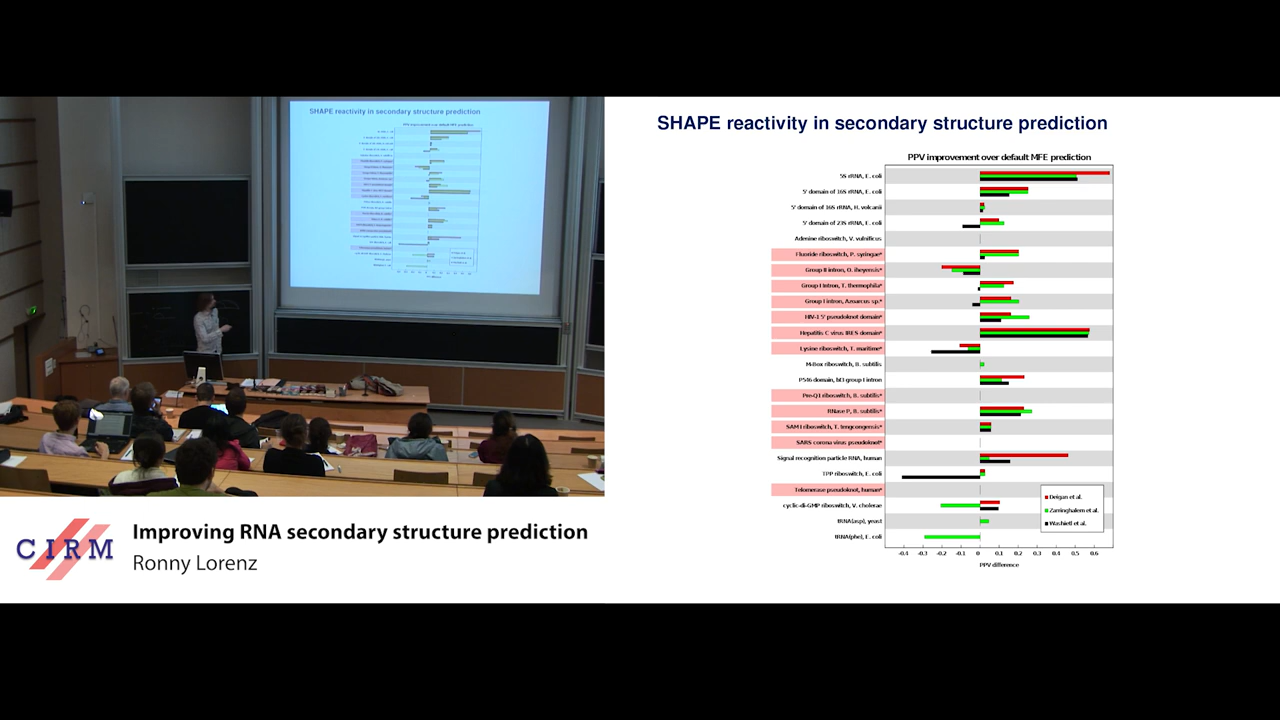 SHAPE reactivity in secondary structure prediction
SHAPE reactivity in secondary structure prediction
PPV improvement over default MFE prediction
5S rRNA, E. coli
5' domain of 16S rRNA, E. coli
5' domain of 16S rRNA, H. volcanii
5' domain of 23S rRNA, E. coli
Adenine riboswitch, V. vulnificus
Fluoride riboswitch, P. syringae*
Group II intron, O. iheyensis*
Group I Intron, T. thermophila*
Group I intron, Azoarcus sp.*
HIV-1 5' pseudoknot domain*
Hepatitis C virus IRES domain*
Lysine riboswitch, T. maritime*
M-Box riboswitch, B. subtilis
P546 domain, bI3 group I intron
Pre-Q1 riboswitch, B. subtilis*
RNase P, B. subtilis*
SAM I riboswitch, T. tengcongensis*
SARS corona virus pseudoknot*
Signal recognition particle RNA, human
TPP riboswitch, E. coli
Telomerase pseudoknot, human*
cyclic-di-GMP riboswitch, V. cholerae
tRNA(asp), yeast
tRNA(phe), E. coli
Deigan et al.
Zarringhalam et al.
Washietl et al.
-0.4 -0.3 -0.2 -0.1 0 0.1 0.2 0.3 0.4 0.5 0.6
PPV difference
CIRM
Improving RNA secondary structure prediction
Ronny Lorenz